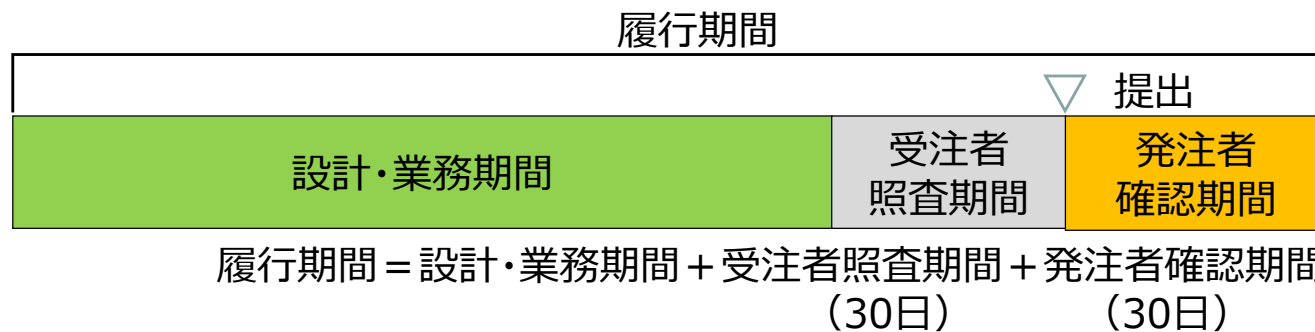 履行期間
▽ 提出
設計・業務期間
受注者
照査期間
発注者
確認期間
履行期間＝設計・業務期間＋受注者照査期間＋発注者確認期間
（30日）
（30日）